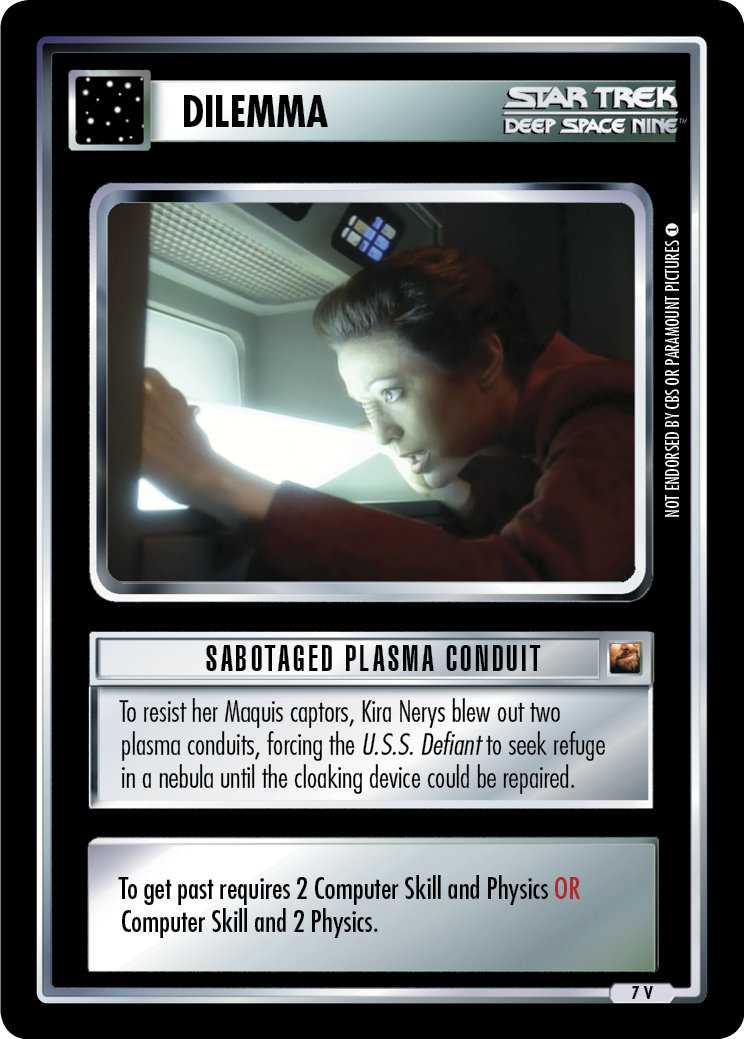 DILEMMA
STAR TREK
DEEP SPACE NINE™
NOT ENDORSED BY CBS OR PARAMOUNT PICTURES 1
SABOTAGED PLASMA CONDUIT
To resist her Maquis captors, Kira Nerys blew out two
plasma conduits, forcing the U.S.S. Defiant to seek refuge
in a nebula until the cloaking device could be repaired.
To get past requires 2 Computer Skill and Physics OR
Computer Skill and 2 Physics.
7 V